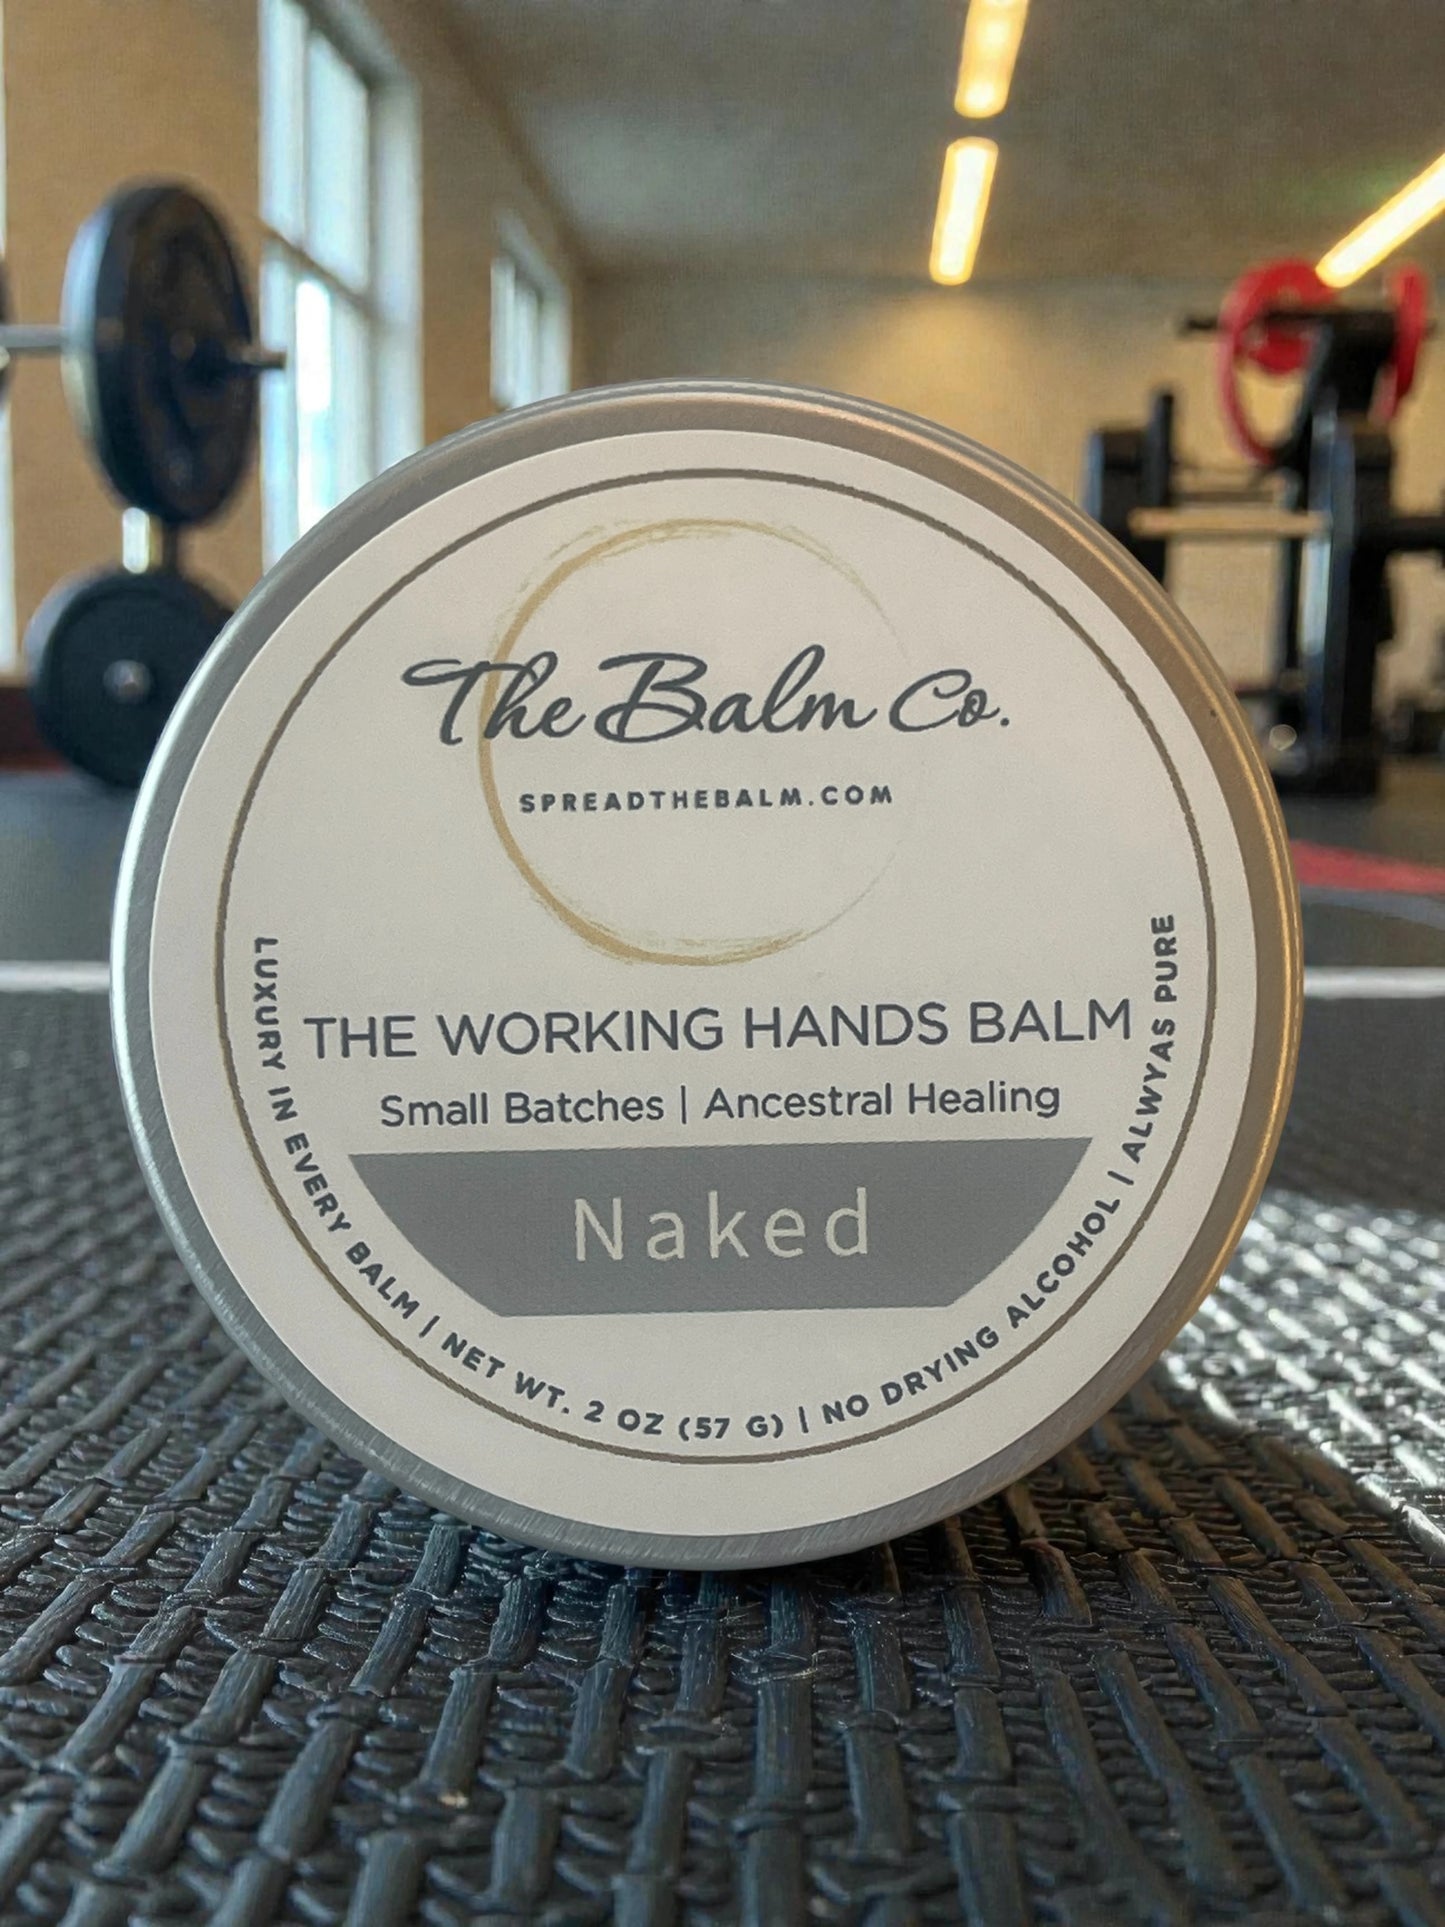 The Balm Co.
SPREADTHEBALM.COM
THE WORKING HANDS BALM
Small Batches | Ancestral Healing
Naked
LUXURY IN EVERY BALM | NET WT. 2 OZ (57 G) | NO DRYING ALCOHOL | ALWYAS PURE